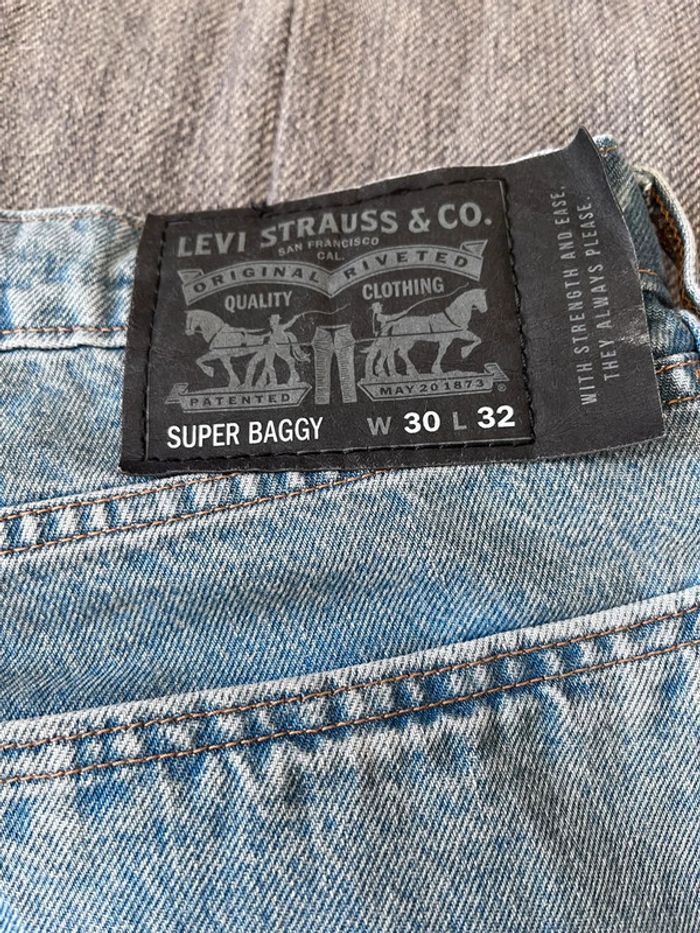 LEVI STRAUSS & CO.
SAN FRANCISCO
CAL.
ORIGINAL RIVETED
QUALITY CLOTHING
PATENTED MAY 20 1873 ®
SUPER BAGGY W 30 L 32
WITH STRENGTH AND EASE,
THEY ALWAYS PLEASE.